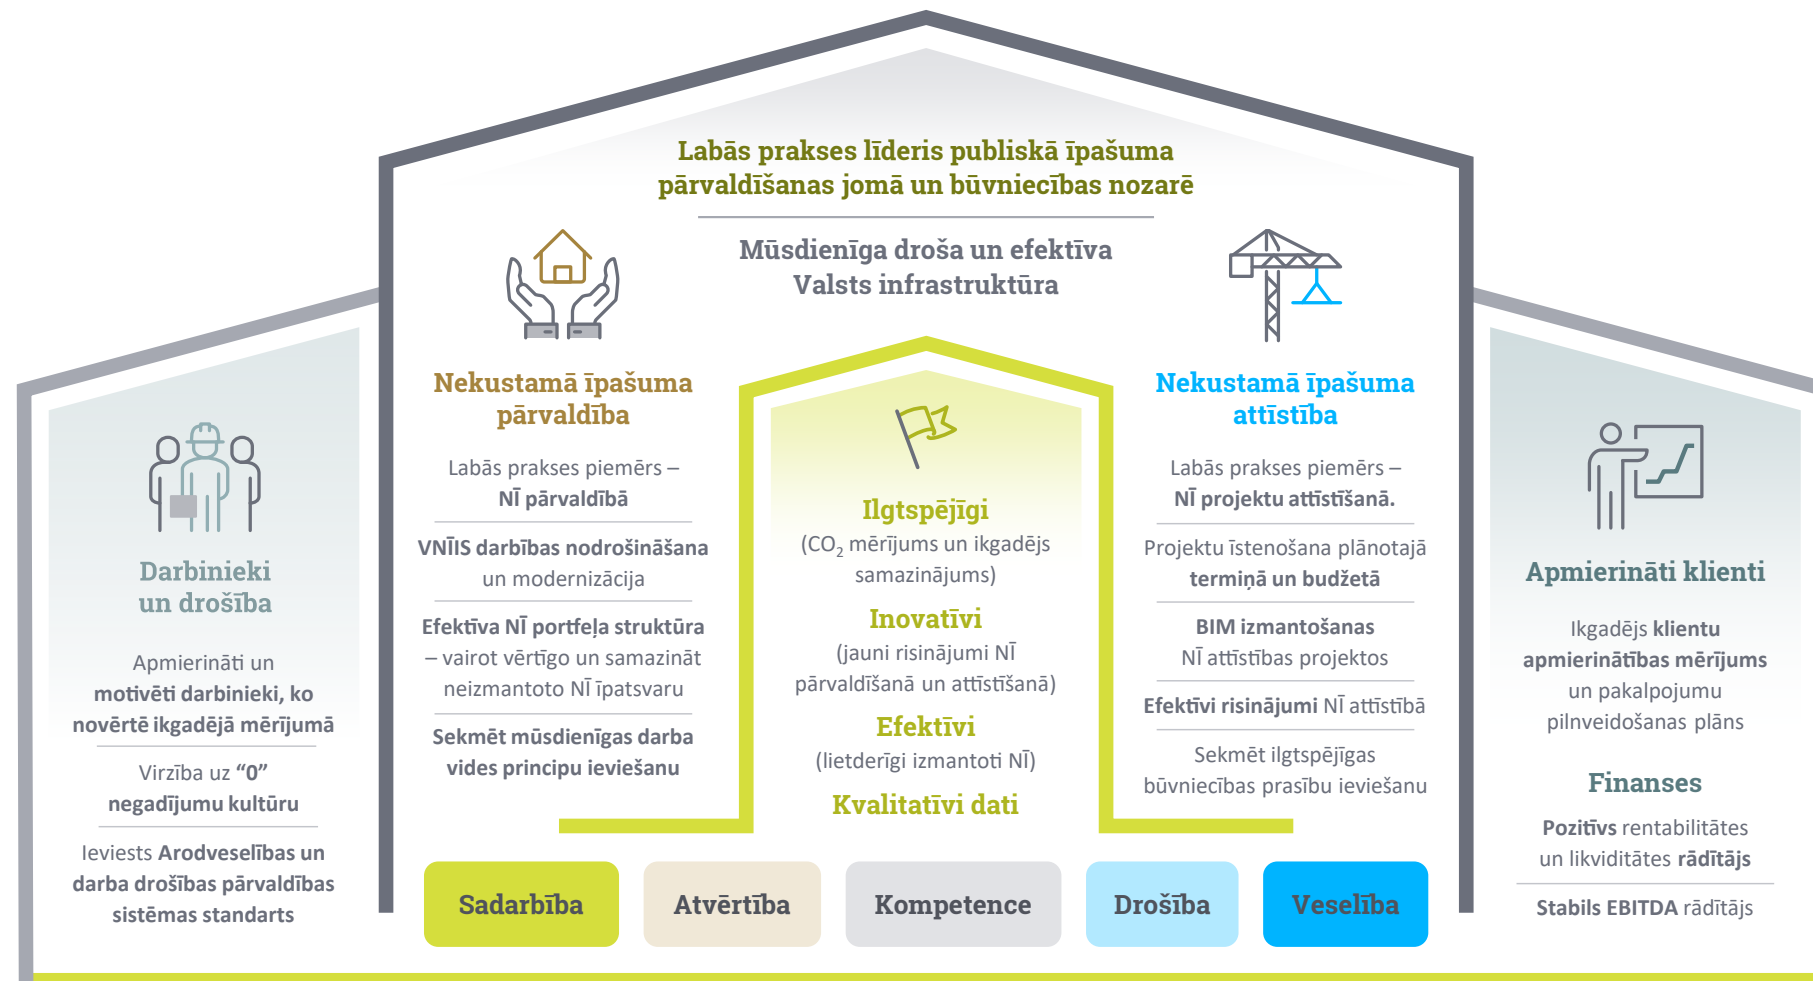 Labās prakses līderis publiskā īpašuma
pārvaldīšanas jomā un būvniecības nozarē
Mūsdienīga droša un efektīva
Valsts infrastruktūra
Darbinieki
un drošība
Apmierināti un
motivēti darbinieki, ko
novērtē ikgadējā mērījumā
Virzība uz “0”
negadījumu kultūru
Ieviests Arodveselības un
darba drošības pārvaldības
sistēmas standarts
Nekustamā īpašuma
pārvaldība
Labās prakses piemērs –
NĪ pārvaldībā
VNĪIS darbības nodrošināšana
un modernizācija
Efektīva NĪ portfeļa struktūra
– vairot vērtīgo un samazināt
neizmantoto NĪ īpatsvaru
Sekmēt mūsdienīgas darba
vides principu ieviešanu
Ilgtspējīgi
(CO₂ mērījums un ikgadējs
samazinājums)
Inovatīvi
(jauni risinājumi NĪ
pārvaldīšanā un attīstīšanā)
Efektīvi
(lietderīgi izmantoti NĪ)
Kvalitatīvi dati
Nekustamā īpašuma
attīstība
Labās prakses piemērs –
NĪ projektu attīstīšanā.
Projektu īstenošana plānotajā
termiņā un budžetā
BIM izmantošanas
NĪ attīstības projektos
Efektīvi risinājumi NĪ attīstībā
Sekmēt ilgtspējīgas
būvniecības prasību ieviešanu
Apmierināti klienti
Ikgadējs klientu
apmierinātības mērījums
un pakalpojumu
pilnveidošanas plāns
Finanses
Pozitīvs rentabilitātes
un likviditātes rādītājs
Stabils EBITDA rādītājs
Sadarbība
Atvērtība
Kompetence
Drošība
Veselība